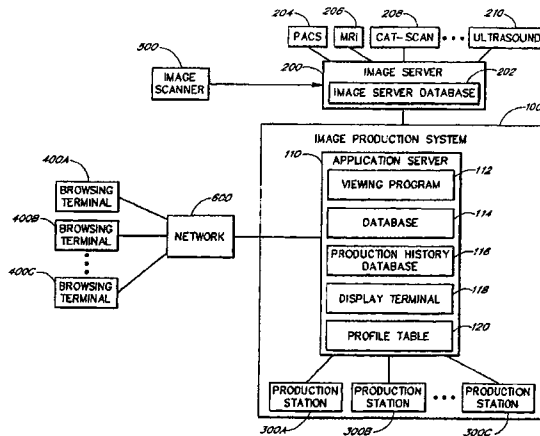 204 206 208 210
PACS MRI CAT-SCAN ••• ULTRASOUND
500 200 202
IMAGE SERVER
IMAGE SCANNER
IMAGE SERVER DATABASE
100
IMAGE PRODUCTION SYSTEM
110
APPLICATION SERVER
112
VIEWING PROGRAM
400A
BROWSING TERMINAL
600
114
DATABASE
400B
BROWSING TERMINAL
NETWORK
116
PRODUCTION HISTORY DATABASE
400C
BROWSING TERMINAL
118
DISPLAY TERMINAL
120
PROFILE TABLE
PRODUCTION STATION PRODUCTION STATION ••• PRODUCTION STATION
300A 300B 300C